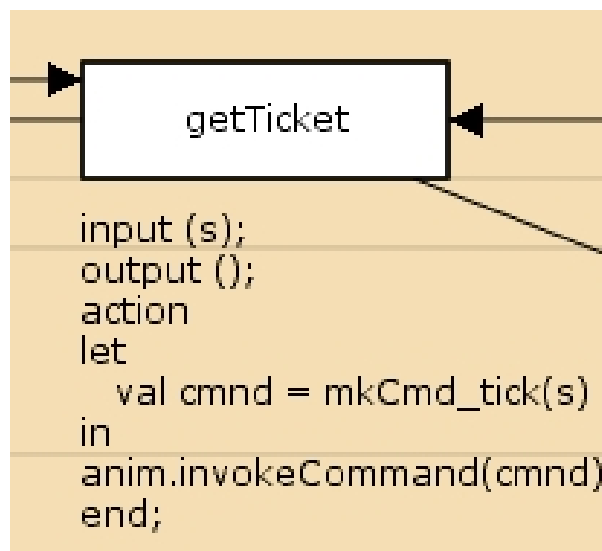 getTicket
input (s);
output ();
action
let
val cmnd = mkCmd_tick(s)
in
anim.invokeCommand(cmnd)
end;